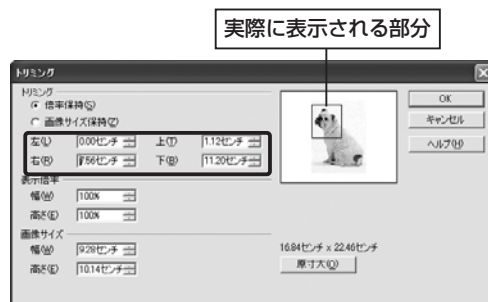 実際に表示される部分
トリミング
トリミング
倍率保持(S)
画像サイズ保持(Z)
左(L) 0.00センチ 上(T) 1.12センチ
右(R) 7.56センチ 下(B) 11.20センチ
表示倍率
幅(W) 100%
高さ(E) 100%
画像サイズ
幅(W) 9.28センチ
高さ(E) 10.14センチ
16.84センチ x 22.46センチ
原寸大(O)
OK
キャンセル
ヘルプ(H)